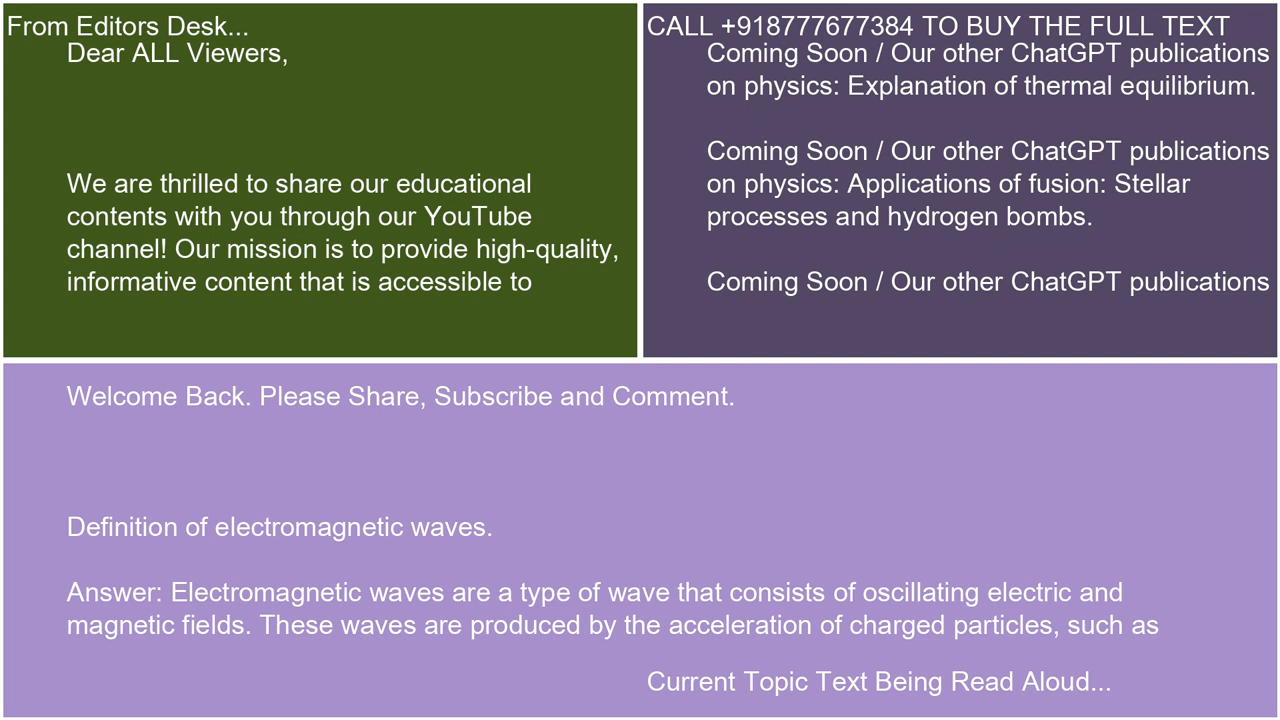 From Editors Desk...
Dear ALL Viewers,
We are thrilled to share our educational
contents with you through our YouTube
channel! Our mission is to provide high-quality,
informative content that is accessible to
CALL +918777677384 TO BUY THE FULL TEXT
Coming Soon / Our other ChatGPT publications
on physics: Explanation of thermal equilibrium.
Coming Soon / Our other ChatGPT publications
on physics: Applications of fusion: Stellar
processes and hydrogen bombs.
Coming Soon / Our other ChatGPT publications
Welcome Back. Please Share, Subscribe and Comment.
Definition of electromagnetic waves.
Answer: Electromagnetic waves are a type of wave that consists of oscillating electric and
magnetic fields. These waves are produced by the acceleration of charged particles, such as
Current Topic Text Being Read Aloud...